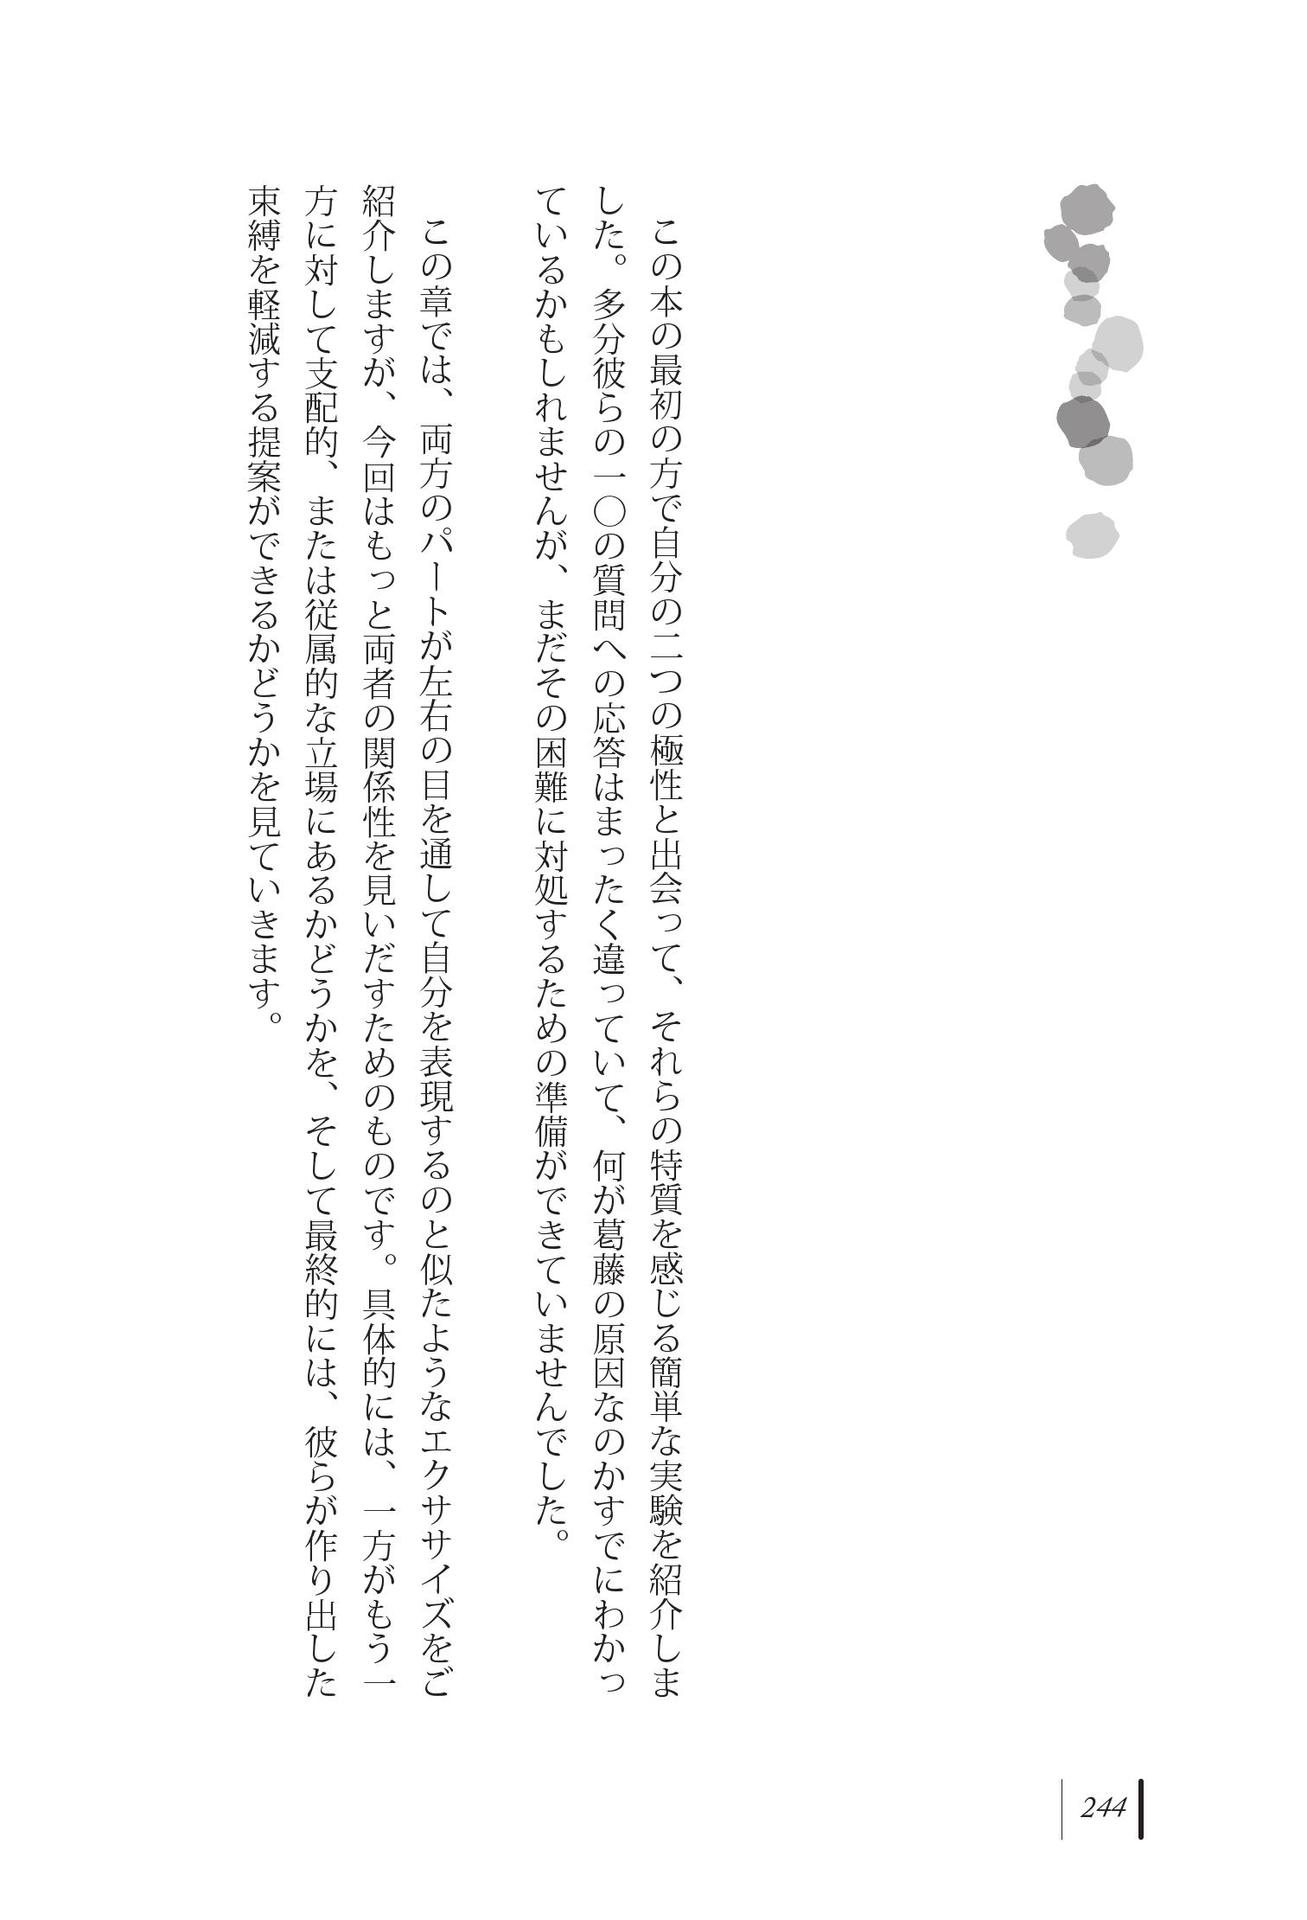 この本の最初の方で自分の二つの極性と出会って、それらの特質を感じる簡単な実験を紹介しま
した。多分彼らの一〇の質問への応答はまったく違っていて、何が葛藤の原因なのかすでにわかっ
ているかもしれませんが、まだその困難に対処するための準備ができていませんでした。
この章では、両方のパートが左右の目を通して自分を表現するのと似たようなエクササイズをご
紹介しますが、今回はもっと両者の関係性を見いだすためのものです。具体的には、一方がもう一
方に対して支配的、または従属的な立場にあるかどうかを、そして最終的には、彼らが作り出した
束縛を軽減する提案ができるかどうかを見ていきます。
244